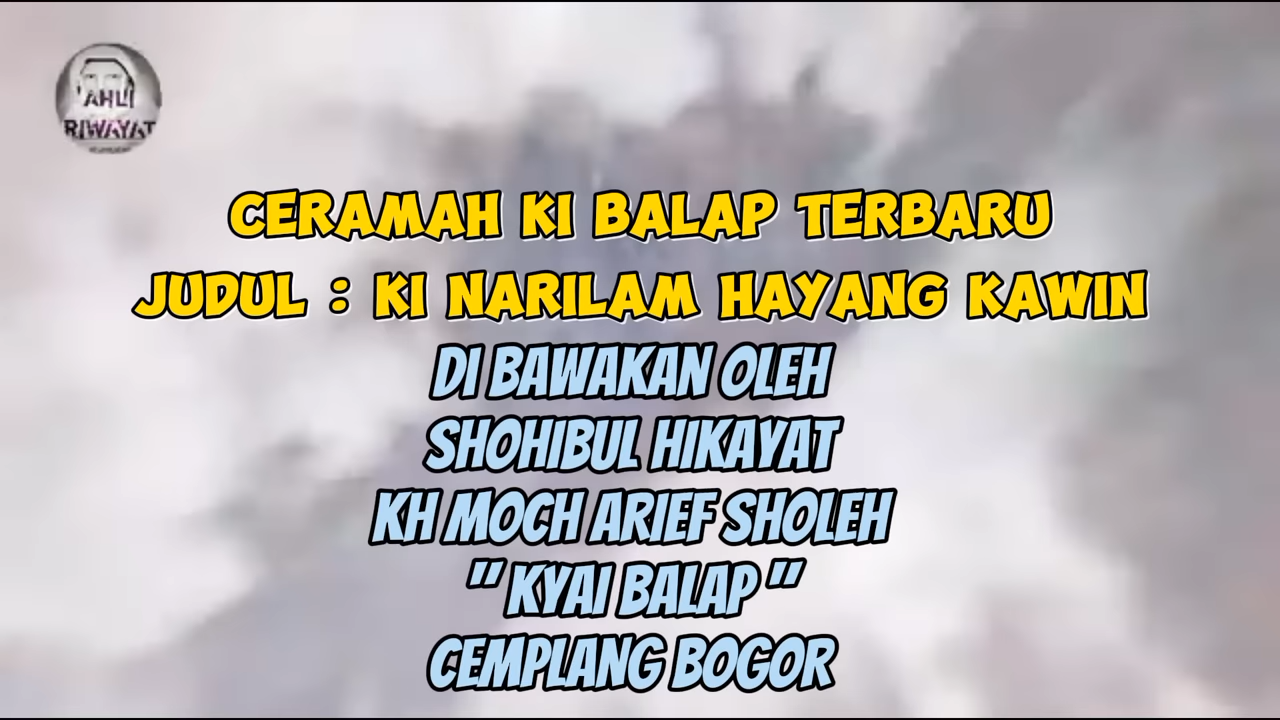 AHLI
RIWAYAT
CERAMAH KI BALAP TERBARU
JUDUL : KI NARILAM HAYANG KAWIN
DI BAWAKAN OLEH
SHOHIBUL HIKAYAT
KH MOCH ARIEF SHOLEH
" KYAI BALAP "
CEMPLANG BOGOR